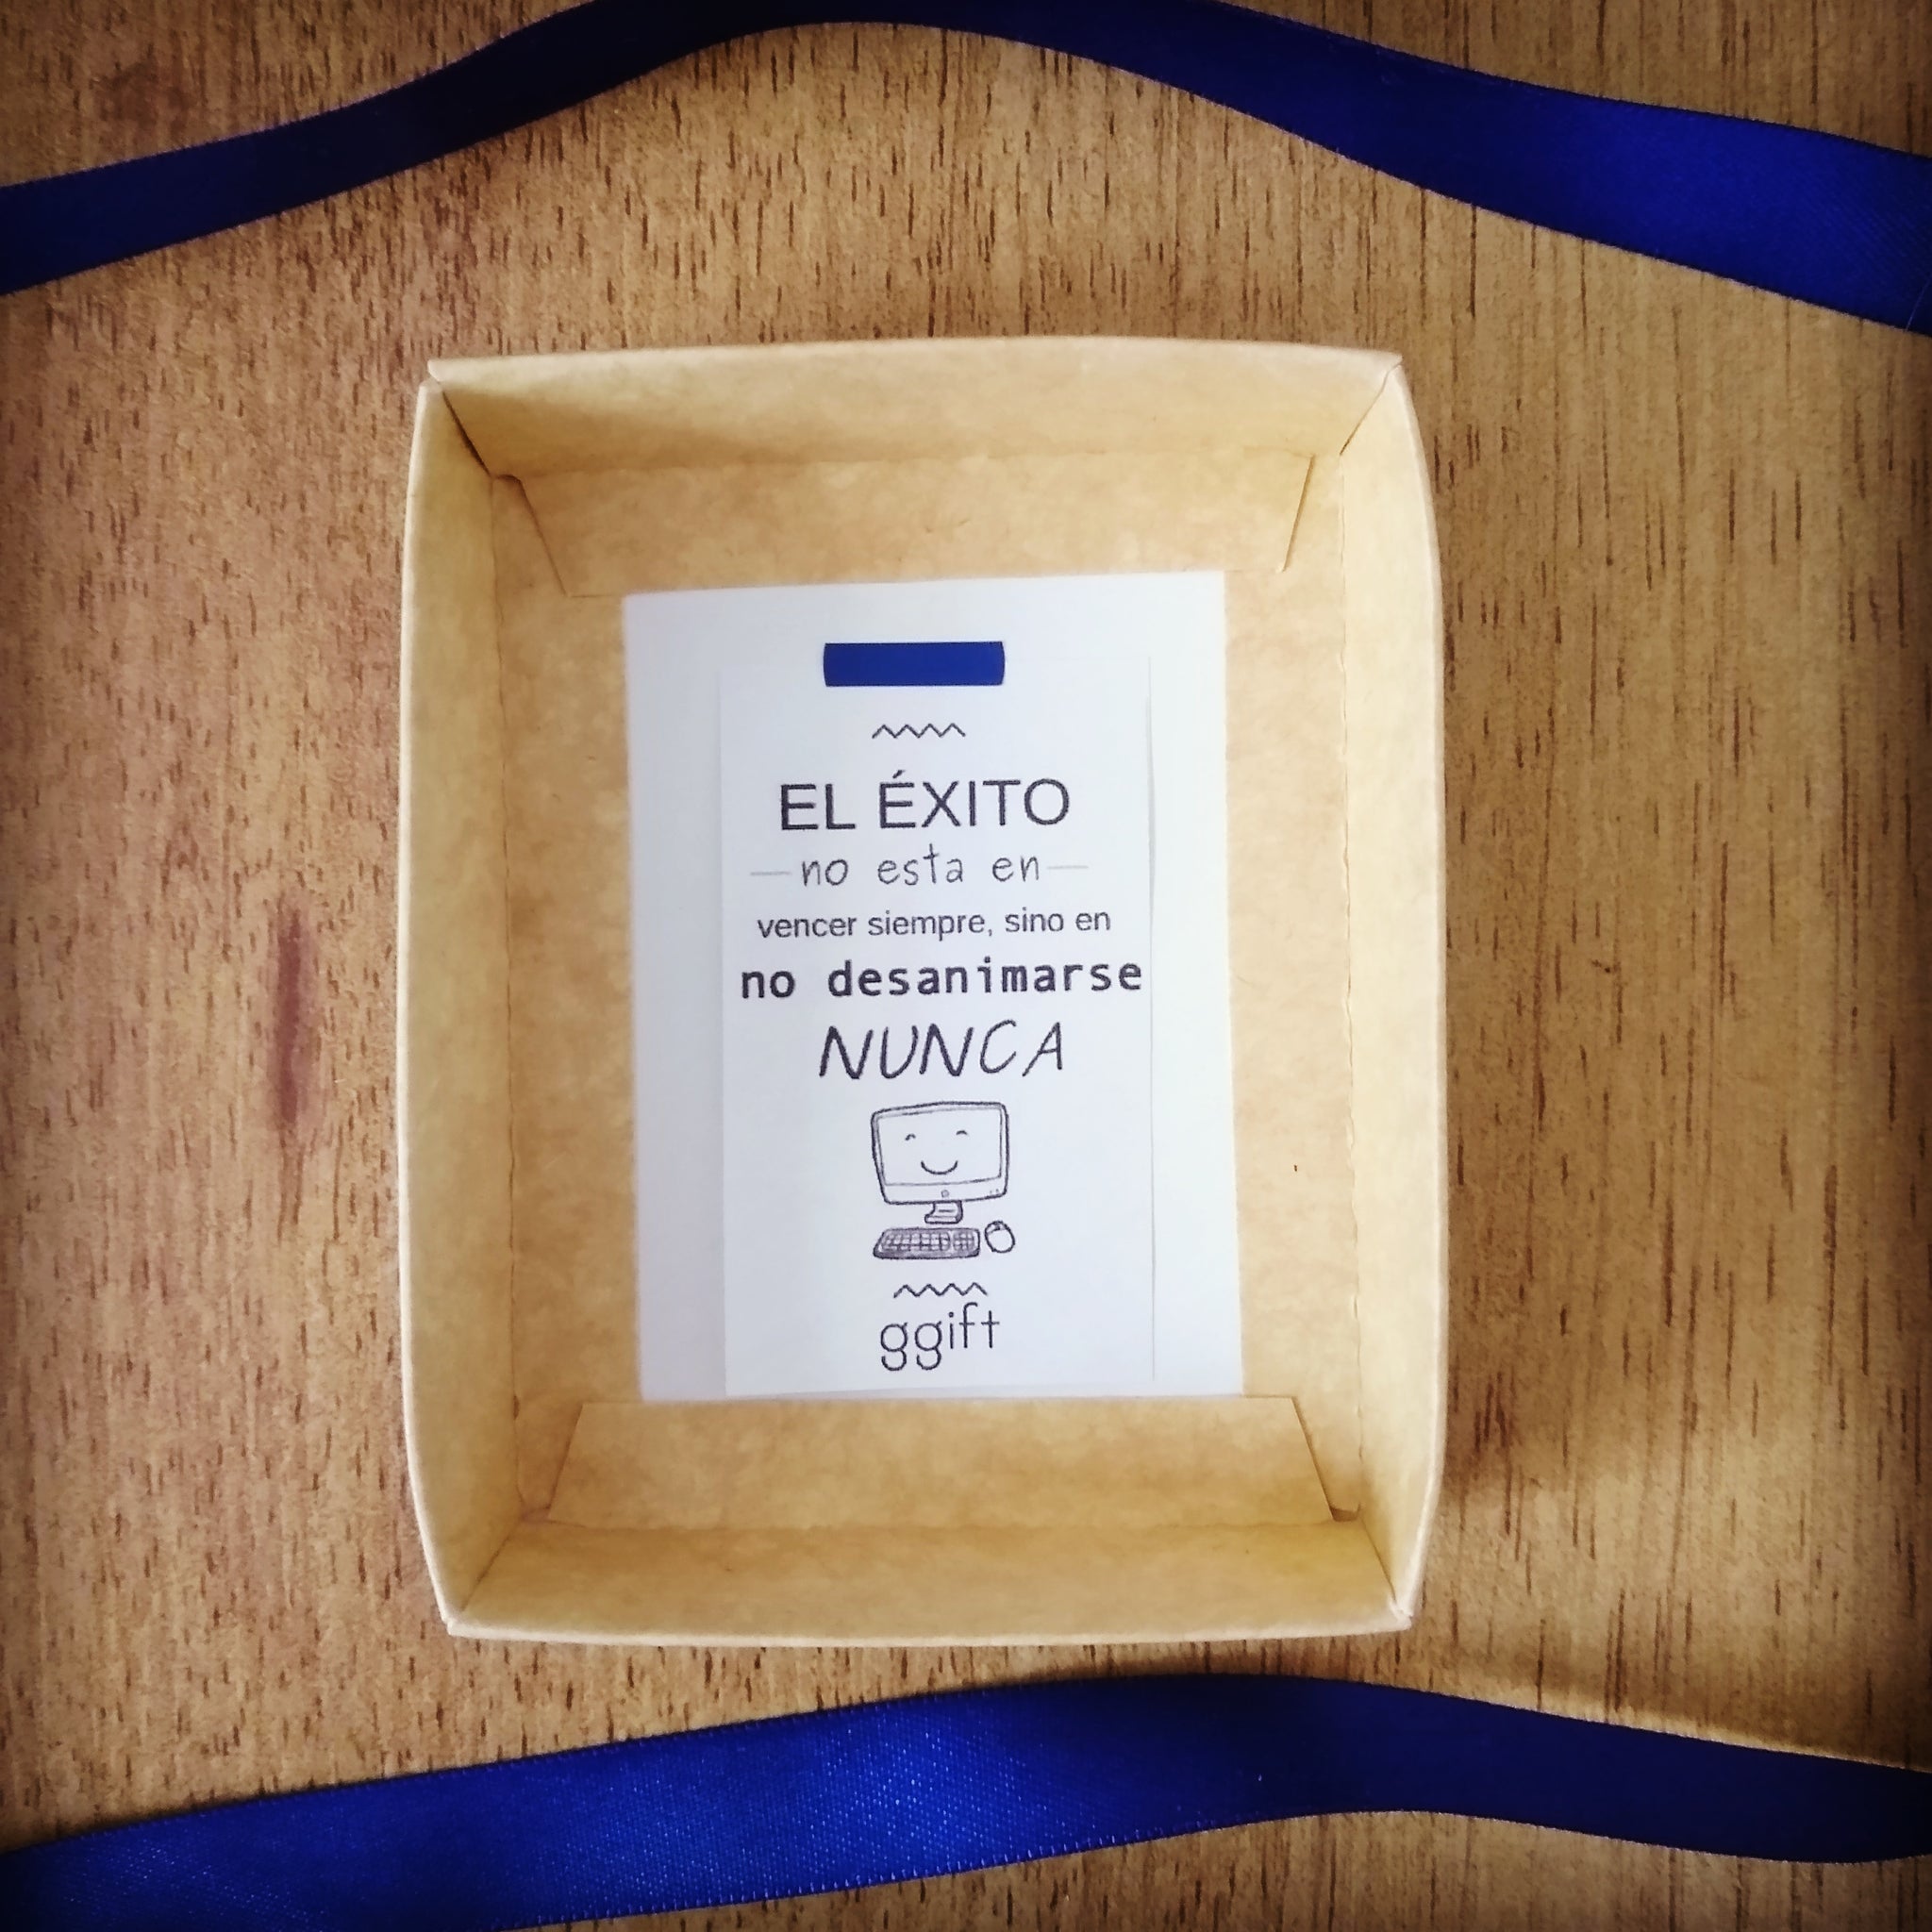 EL ÉXITO
no esta en
vencer siempre, sino en
no desanimarse
NUNCA
ggift